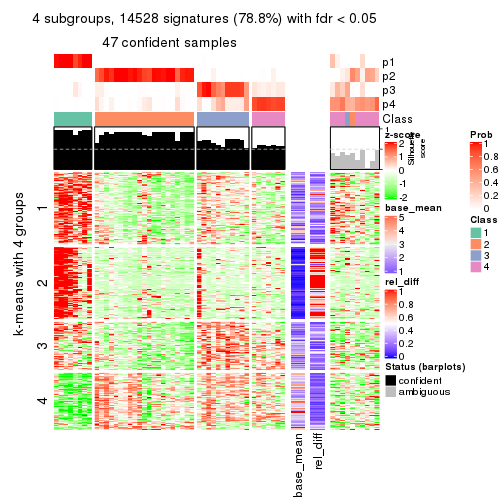 4 subgroups, 14528 signatures (78.8%) with fdr < 0.05
47 confident samples
p1
p2
p3
p4
Class
1
Silhouette
score
k-means with 4 groups
1
2
3
4
base_mean
rel_diff
z-score
2
1
0
-1
-2
base_mean
5
4
3
2
1
rel_diff
1
0.8
0.6
0.4
0.2
0
Status (barplots)
confident
ambiguous
Prob
1
0.8
0.6
0.4
0.2
0
Class
1
2
3
4